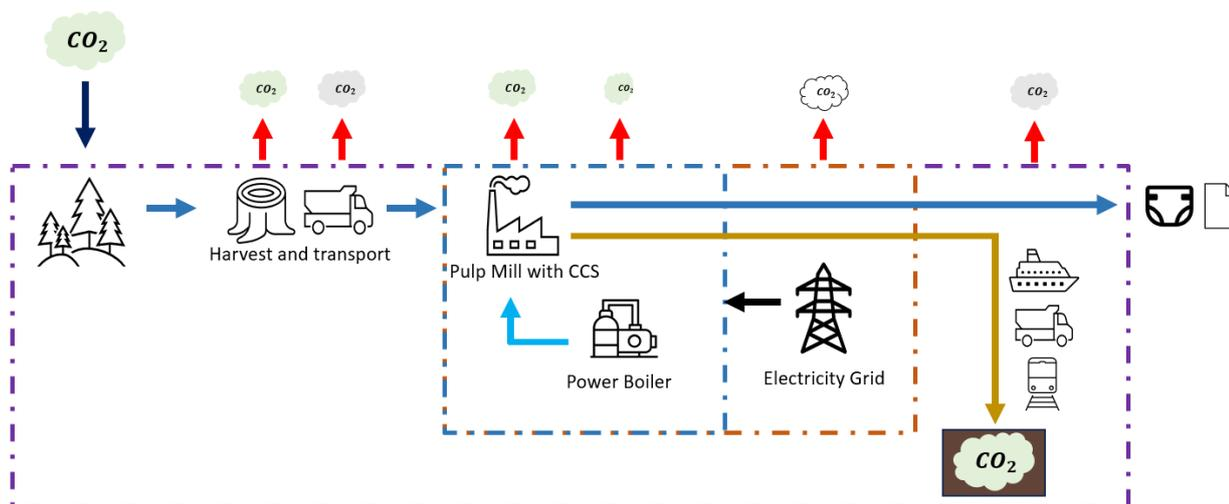 CO₂
CO₂
CO₂
CO₂
CO₂
CO₂
CO₂
Harvest and transport
Pulp Mill with CCS
Power Boiler
Electricity Grid
CO₂